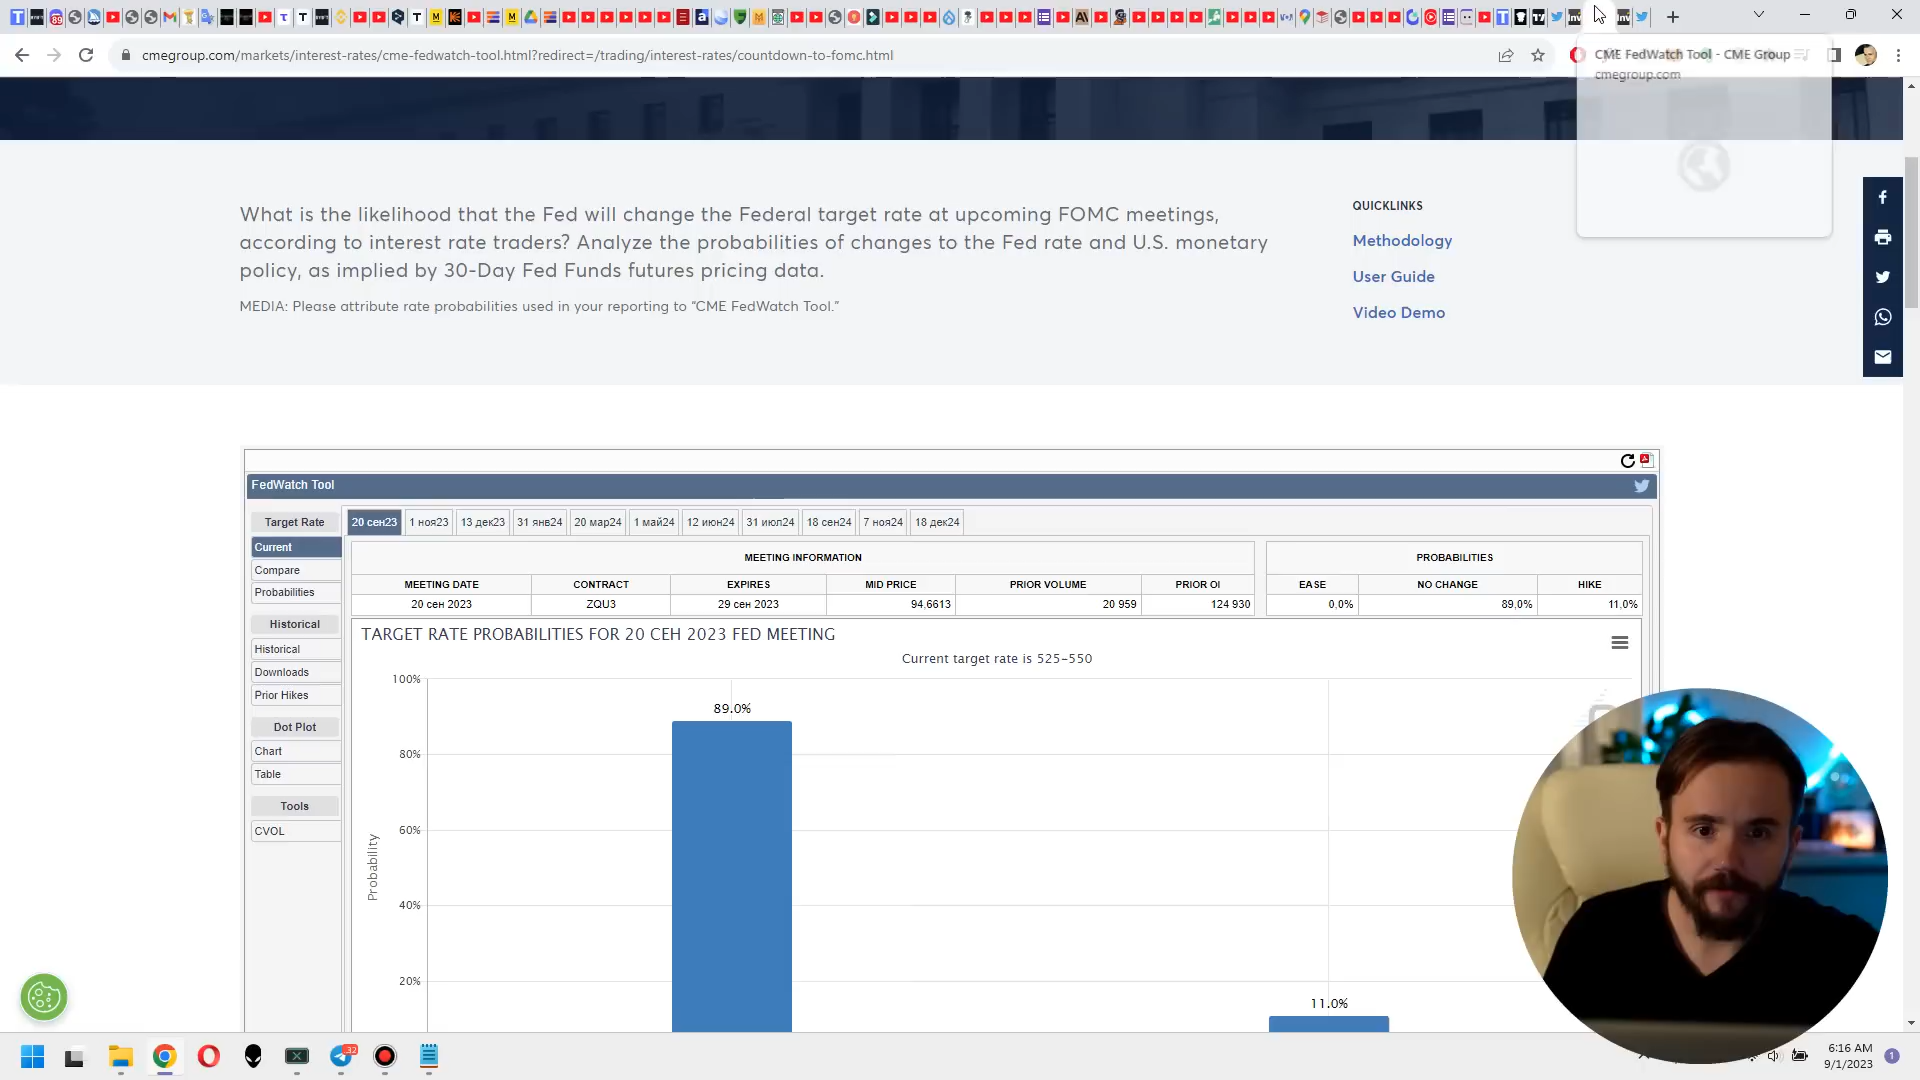 cmegroup.com/markets/interest-rates/cme-fedwatch-tool.html?redirect=/trading/interest-rates/countdown-to-fomc.html
CME FedWatch Tool - CME Group
cmegroup.com
What is the likelihood that the Fed will change the Federal target rate at upcoming FOMC meetings,
according to interest rate traders? Analyze the probabilities of changes to the Fed rate and U.S. monetary
policy, as implied by 30-Day Fed Funds futures pricing data.
MEDIA: Please attribute rate probabilities used in your reporting to “CME FedWatch Tool.”
QUICKLINKS
Methodology
User Guide
Video Demo
FedWatch Tool
Target Rate
Current
Compare
Probabilities
Historical
Historical
Downloads
Prior Hikes
Dot Plot
Chart
Table
Tools
CVOL
20 сен23 1 ноя23 13 дек23 31 янв24 20 мар24 1 май24 12 июн24 31 июл24 18 сен24 7 ноя24 18 дек24
MEETING INFORMATION
MEETING DATE CONTRACT EXPIRES MID PRICE PRIOR VOLUME PRIOR OI
20 сен 2023 ZQU3 29 сен 2023 94,6613 20 959 124 930
PROBABILITIES
EASE NO CHANGE HIKE
0,0% 89,0% 11,0%
TARGET RATE PROBABILITIES FOR 20 СЕН 2023 FED MEETING
Current target rate is 525-550
100%
80%
60%
40%
20%
Probability
89.0%
11.0%
6:16 AM
9/1/2023